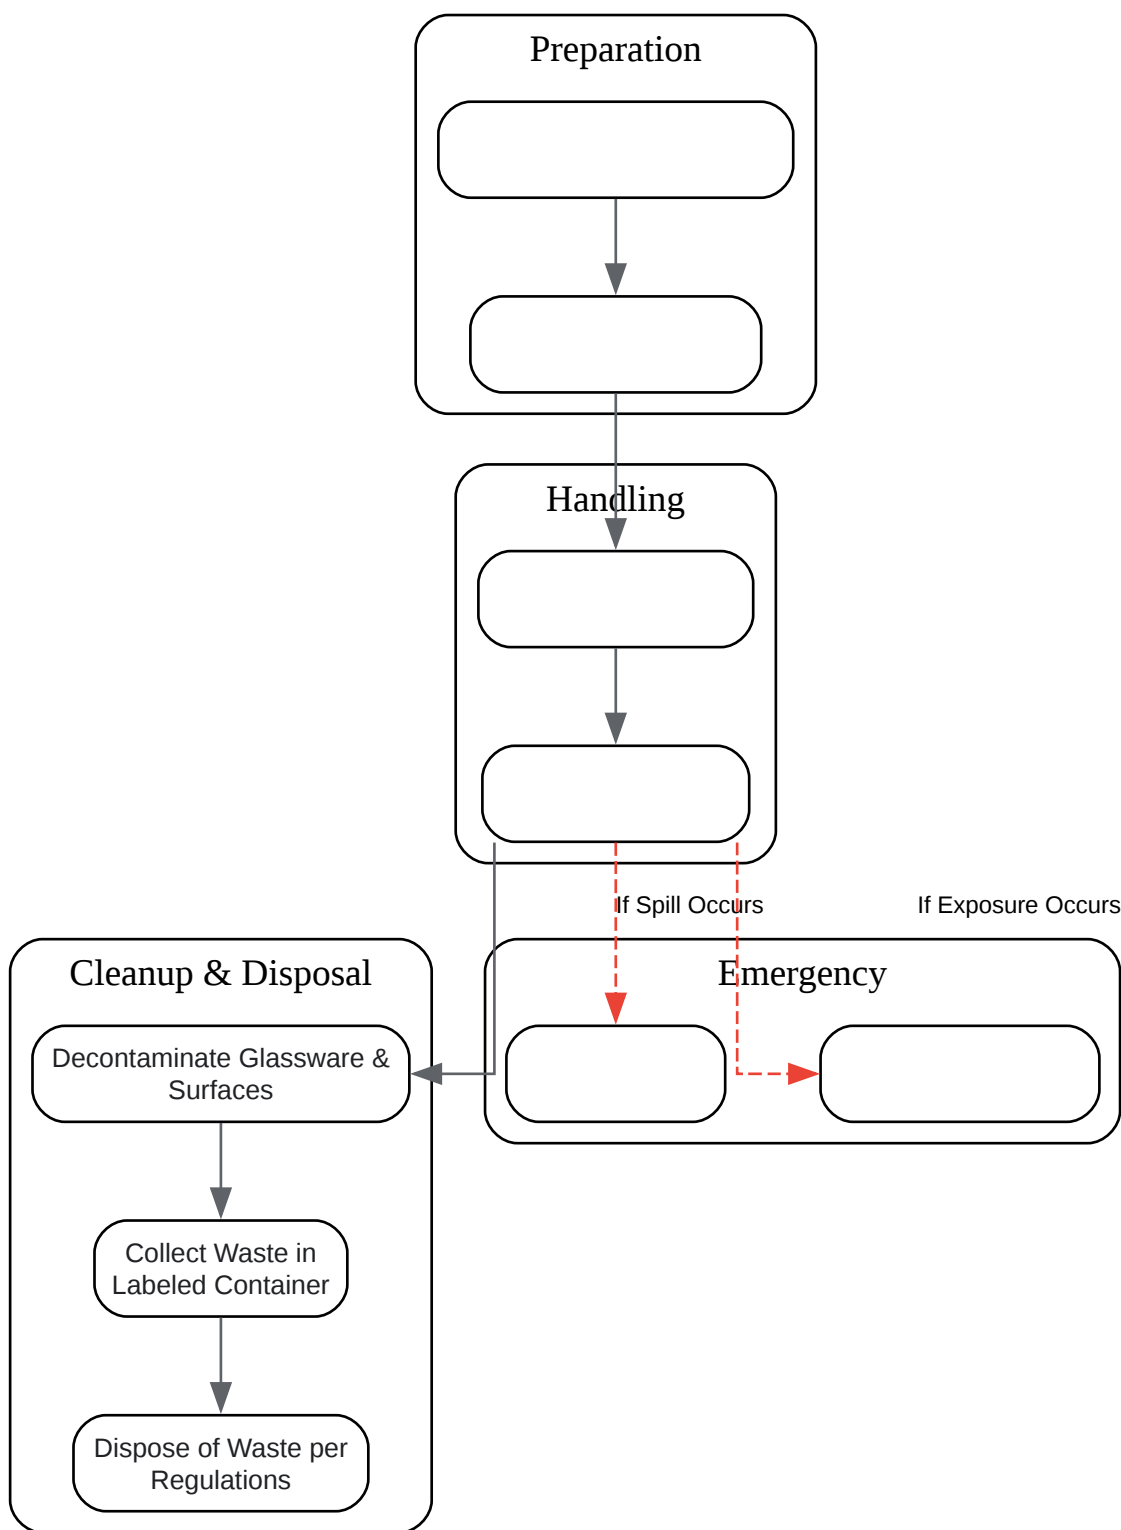 Preparation
Handling
If Spill Occurs
If Exposure Occurs
Cleanup & Disposal
Emergency
Decontaminate Glassware &
Surfaces
Collect Waste in
Labeled Container
Dispose of Waste per
Regulations